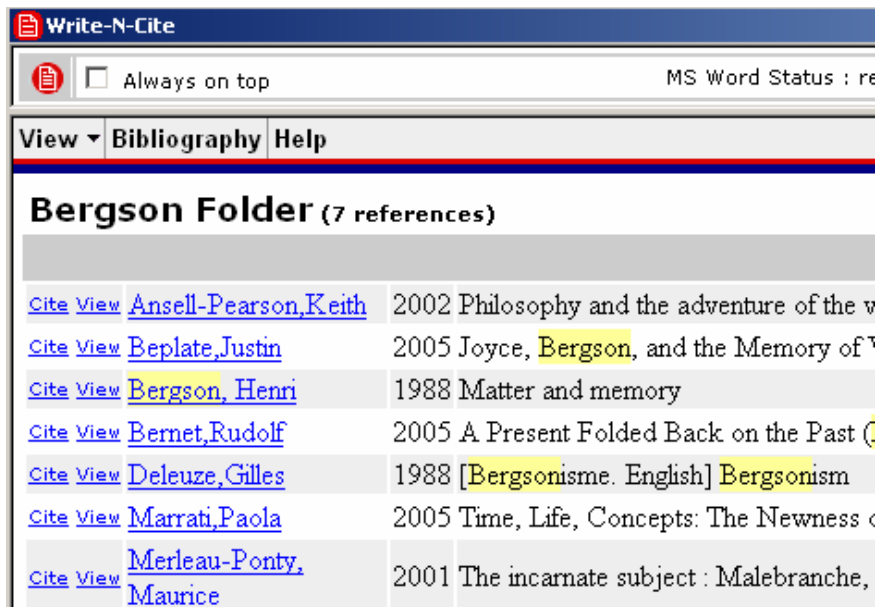 Write-N-Cite
Always on top MS Word Status : re
View Bibliography Help
Bergson Folder (7 references)
Cite View Ansell-Pearson,Keith 2002 Philosophy and the adventure of the
Cite View Beplate,Justin 2005 Joyce, Bergson, and the Memory of
Cite View Bergson, Henri 1988 Matter and memory
Cite View Bernet,Rudolf 2005 A Present Folded Back on the Past (
Cite View Deleuze,Gilles 1988 [Bergsonisme. English] Bergsonism
Cite View Marrati,Paola 2005 Time, Life, Concepts: The Newness
Cite View Merleau-Ponty, Maurice 2001 The incarnate subject : Malebranche,